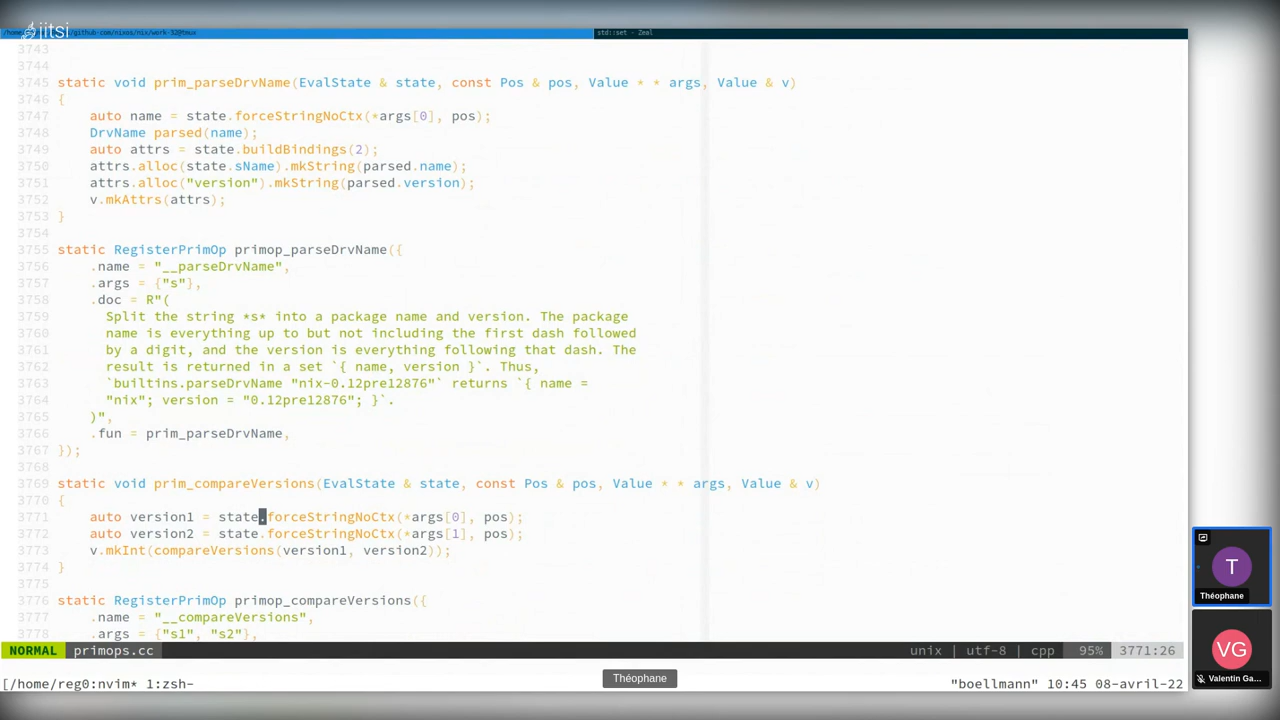 jitsi
/github-com/nixos/nix/work-32@tmux
std::set - Zeal
3743
3744
3745 static void prim_parseDrvName(EvalState & state, const Pos & pos, Value * * args, Value & v)
3746 {
3747     auto name = state.forceStringNoCtx(*args[0], pos);
3748     DrvName parsed(name);
3749     auto attrs = state.buildBindings(2);
3750     attrs.alloc(state.sName).mkString(parsed.name);
3751     attrs.alloc("version").mkString(parsed.version);
3752     v.mkAttrs(attrs);
3753 }
3754
3755 static RegisterPrimOp primop_parseDrvName({
3756     .name = "__parseDrvName",
3757     .args = {"s"},
3758     .doc = R"(
3759       Split the string *s* into a package name and version. The package
3760       name is everything up to but not including the first dash followed
3761       by a digit, and the version is everything following that dash. The
3762       result is returned in a set `{ name, version }`. Thus,
3763       `builtins.parseDrvName "nix-0.12pre12876"` returns `{ name =
3764       "nix"; version = "0.12pre12876"; }`.
3765     )",
3766     .fun = prim_parseDrvName,
3767 });
3768
3769 static void prim_compareVersions(EvalState & state, const Pos & pos, Value * * args, Value & v)
3770 {
3771     auto version1 = state.forceStringNoCtx(*args[0], pos);
3772     auto version2 = state.forceStringNoCtx(*args[1], pos);
3773     v.mkInt(compareVersions(version1, version2));
3774 }
3775
3776 static RegisterPrimOp primop_compareVersions({
3777     .name = "__compareVersions",
3778     .args = {"s1", "s2"},
NORMAL primops.cc unix | utf-8 | cpp 95% 3771:26
[/home/reg0:nvim* 1:zsh- "boellmann" 10:45 08-avril-22
Théophane
T
Théophane
VG
Valentin Ga...